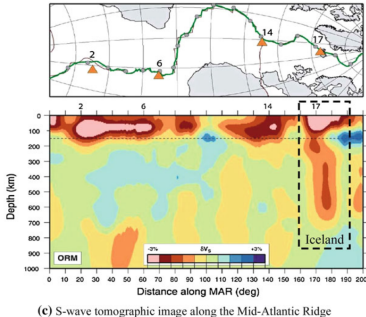 2 6 14 17
2 6 14 17
0
100
200
300
400
500
600
700
800
900
1000
Depth (km)
Iceland
ORM
-3% δVs +3%
0 10 20 30 40 50 60 70 80 90 100 110 120 130 140 150 160 170 180 190 200
Distance along MAR (deg)
(c) S-wave tomographic image along the Mid-Atlantic Ridge